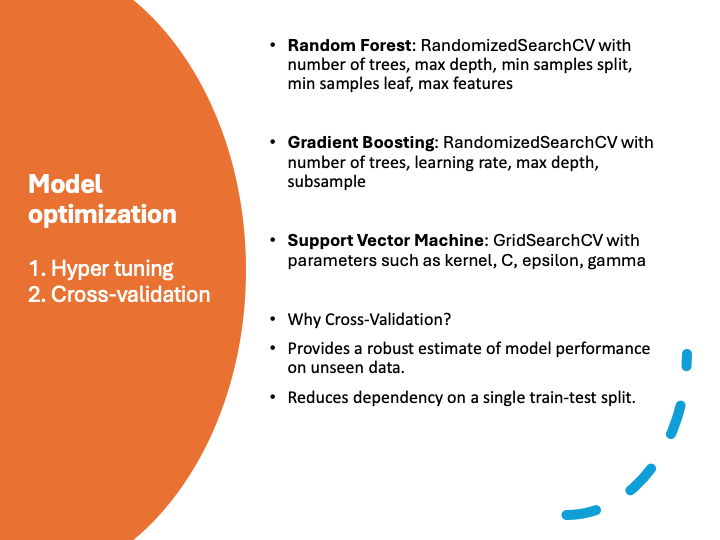 Model
optimization
1. Hyper tuning
2. Cross-validation
• Random Forest: RandomizedSearchCV with
number of trees, max depth, min samples split,
min samples leaf, max features
• Gradient Boosting: RandomizedSearchCV with
number of trees, learning rate, max depth,
subsample
• Support Vector Machine: GridSearchCV with
parameters such as kernel, C, epsilon, gamma
• Why Cross-Validation?
• Provides a robust estimate of model performance
on unseen data.
• Reduces dependency on a single train-test split.